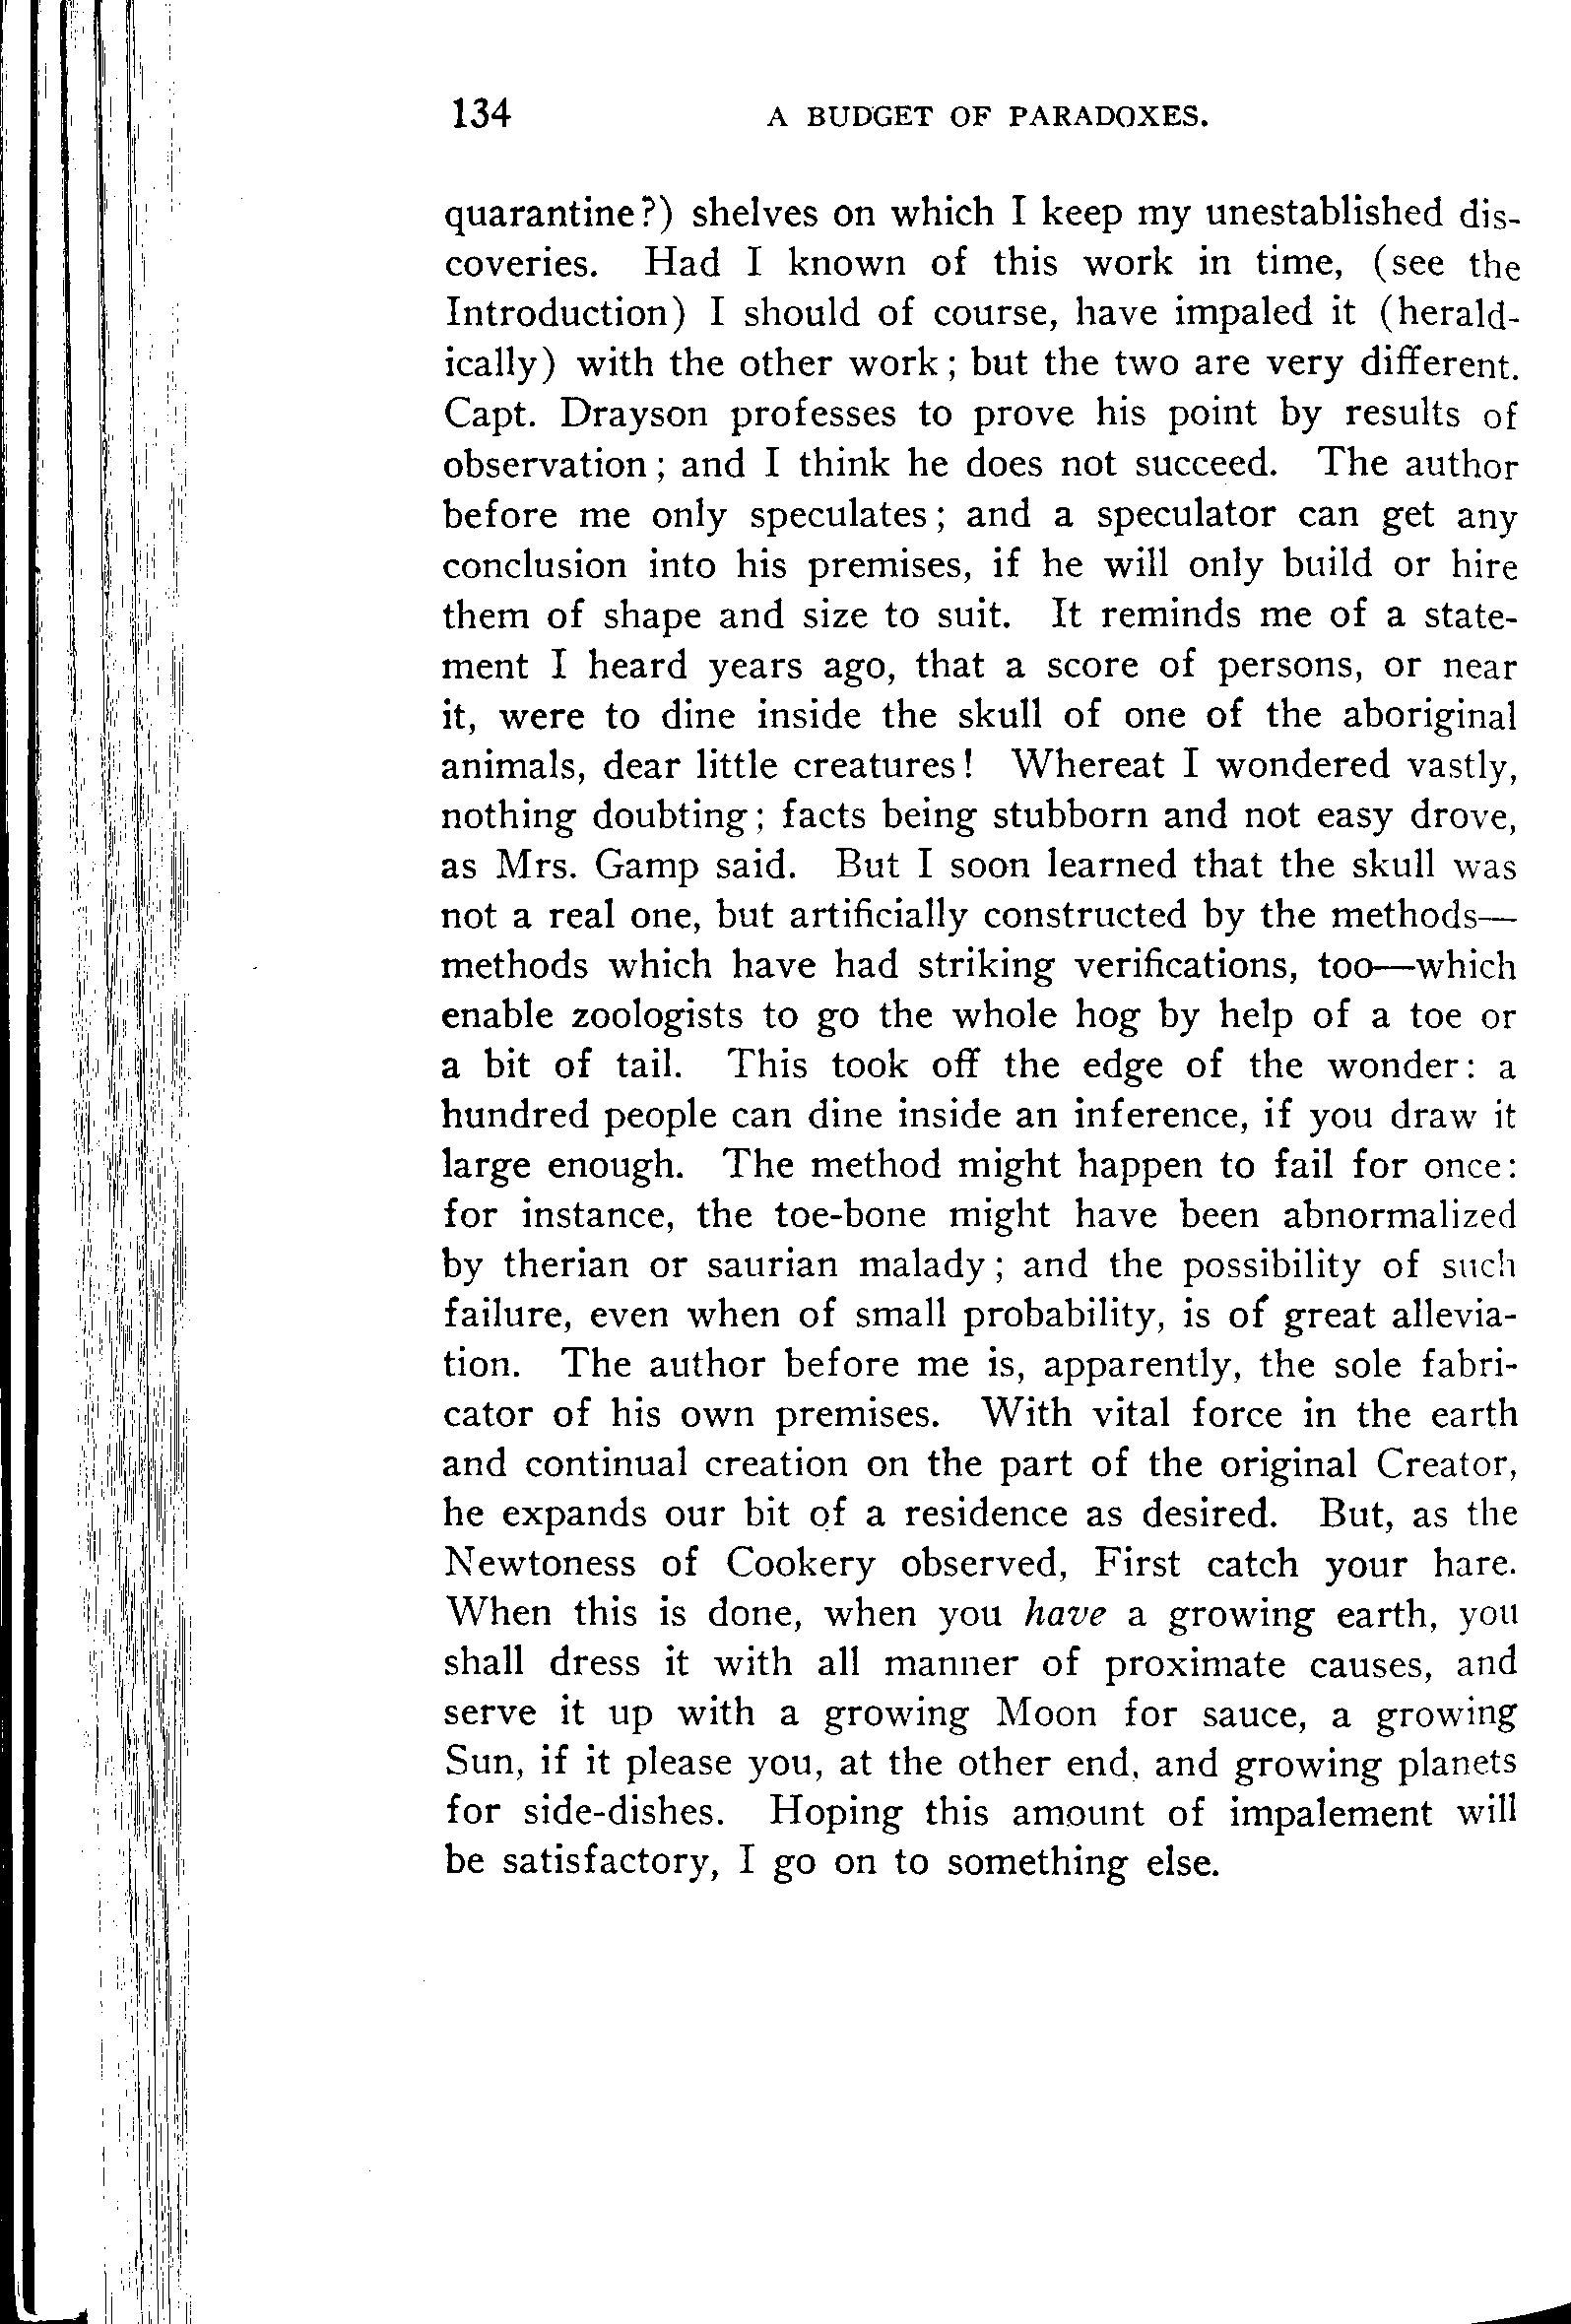 134 A BUDGET OF PARADOXES.
quarantine?) shelves on which I keep my unestablished dis-
coveries. Had I known of this work in time, (see the
Introduction) I should of course, have impaled it (herald-
ically) with the other work; but the two are very different.
Capt. Drayson professes to prove his point by results of
observation; and I think he does not succeed. The author
before me only speculates; and a speculator can get any
conclusion into his premises, if he will only build or hire
them of shape and size to suit. It reminds me of a state-
ment I heard years ago, that a score of persons, or near
it, were to dine inside the skull of one of the aboriginal
animals, dear little creatures! Whereat I wondered vastly,
nothing doubting; facts being stubborn and not easy drove,
as Mrs. Gamp said. But I soon learned that the skull was
not a real one, but artificially constructed by the methods—
methods which have had striking verifications, too—which
enable zoologists to go the whole hog by help of a toe or
a bit of tail. This took off the edge of the wonder: a
hundred people can dine inside an inference, if you draw it
large enough. The method might happen to fail for once:
for instance, the toe-bone might have been abnormalized
by therian or saurian malady; and the possibility of such
failure, even when of small probability, is of great allevia-
tion. The author before me is, apparently, the sole fabri-
cator of his own premises. With vital force in the earth
and continual creation on the part of the original Creator,
he expands our bit of a residence as desired. But, as the
Newtoness of Cookery observed, First catch your hare.
When this is done, when you have a growing earth, you
shall dress it with all manner of proximate causes, and
serve it up with a growing Moon for sauce, a growing
Sun, if it please you, at the other end, and growing planets
for side-dishes. Hoping this amount of impalement will
be satisfactory, I go on to something else.